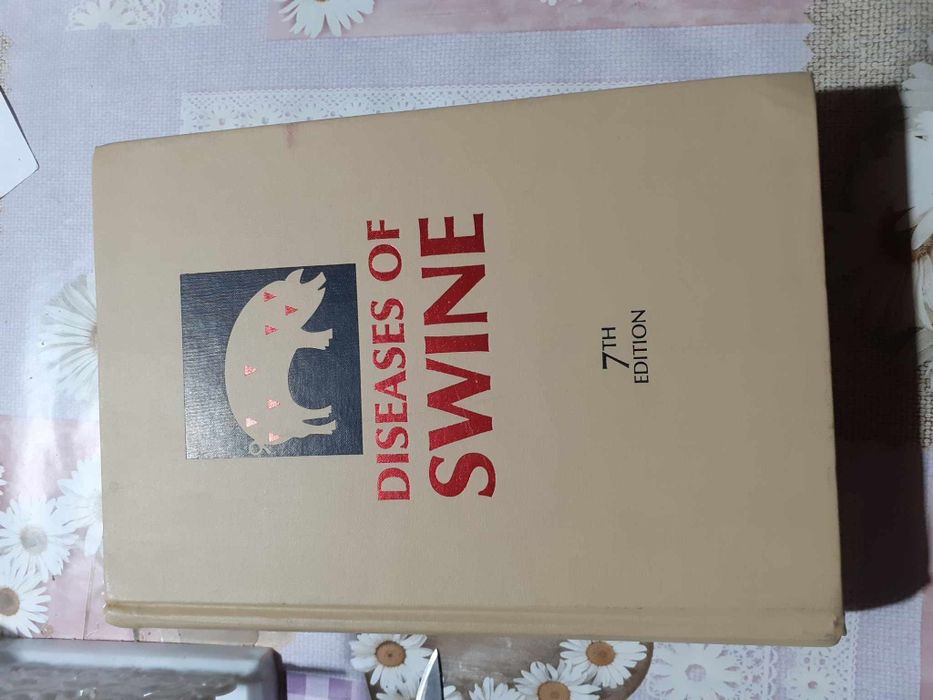 DISEASES OF
SWINE
7TH
EDITION